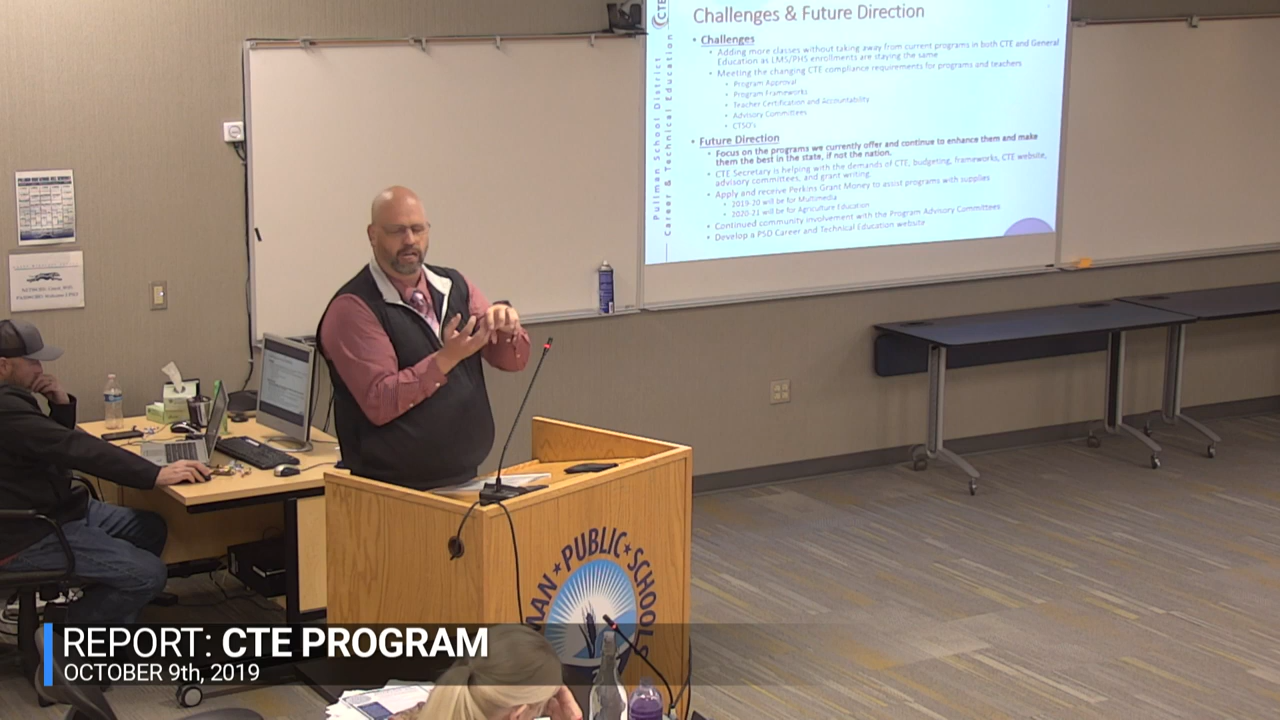 Challenges & Future Direction
• Challenges
• Adding more classes without taking away from current programs in both CTE and General
Education as LMS/PHS enrollments are staying the same
• Meeting the changing CTE compliance requirements for programs and teachers
• Program Approval
• Program Frameworks
• Teacher Certification and Accountability
• Advisory Committees
• CTSO's
• Future Direction
• Focus on the programs we currently offer and continue to enhance them and make
them the best in the state, if not the nation.
• CTE Secretary is helping with the demands of CTE, budgeting, frameworks, CTE website,
advisory committees, and grant writing.
• Apply and receive Perkins Grant Money to assist programs with supplies
• 2019-20 will be for Multimedia
• 2020-21 will be for Agriculture Education
• Continued community involvement with the Program Advisory Committees
• Develop a PSD Career and Technical Education website
Pullman School District
Career & Technical Education
CTE
MAN ★ PUBLIC ★ SCHOOLS
REPORT: CTE PROGRAM
OCTOBER 9th, 2019